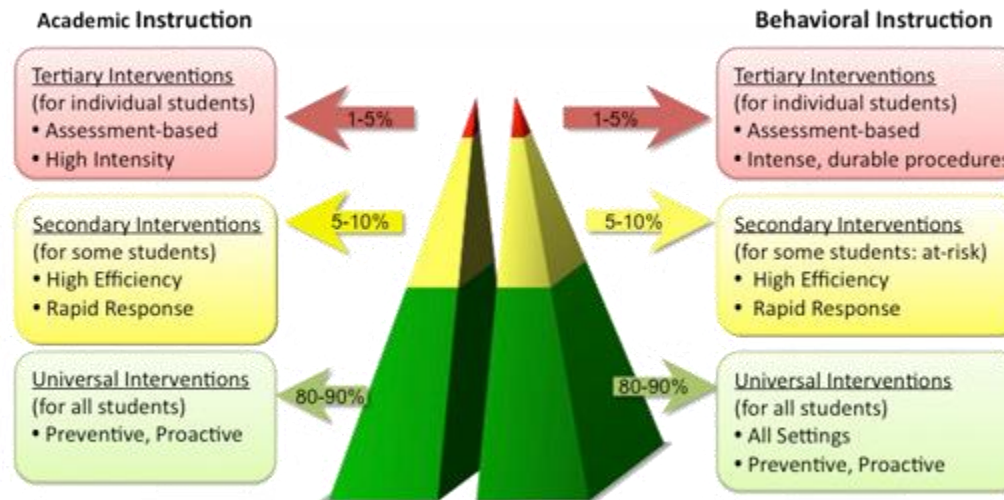 Academic Instruction
Tertiary Interventions
(for individual students)
• Assessment-based
• High Intensity
1-5%
Secondary Interventions
(for some students)
• High Efficiency
• Rapid Response
5-10%
Universal Interventions
(for all students)
• Preventive, Proactive
80-90%
Behavioral Instruction
1-5%
Tertiary Interventions
(for individual students)
• Assessment-based
• Intense, durable procedures
5-10%
Secondary Interventions
(for some students: at-risk)
• High Efficiency
• Rapid Response
80-90%
Universal Interventions
(for all students)
• All Settings
• Preventive, Proactive